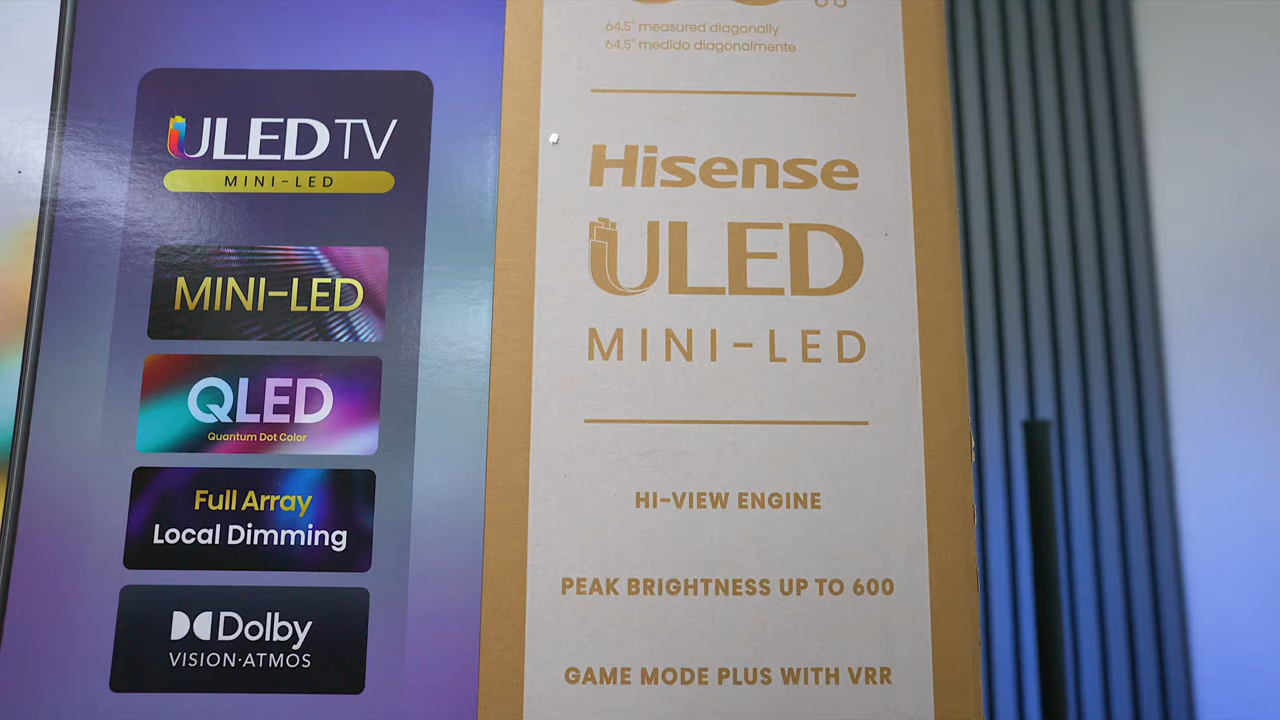 ULED TV
MINI-LED
MINI-LED
QLED
Quantum Dot Color
Full Array
Local Dimming
Dolby
VISION·ATMOS
64.5" measured diagonally
64.5" medido diagonalmente
Hisense
ULED
MINI-LED
HI-VIEW ENGINE
PEAK BRIGHTNESS UP TO 600
GAME MODE PLUS WITH VRR